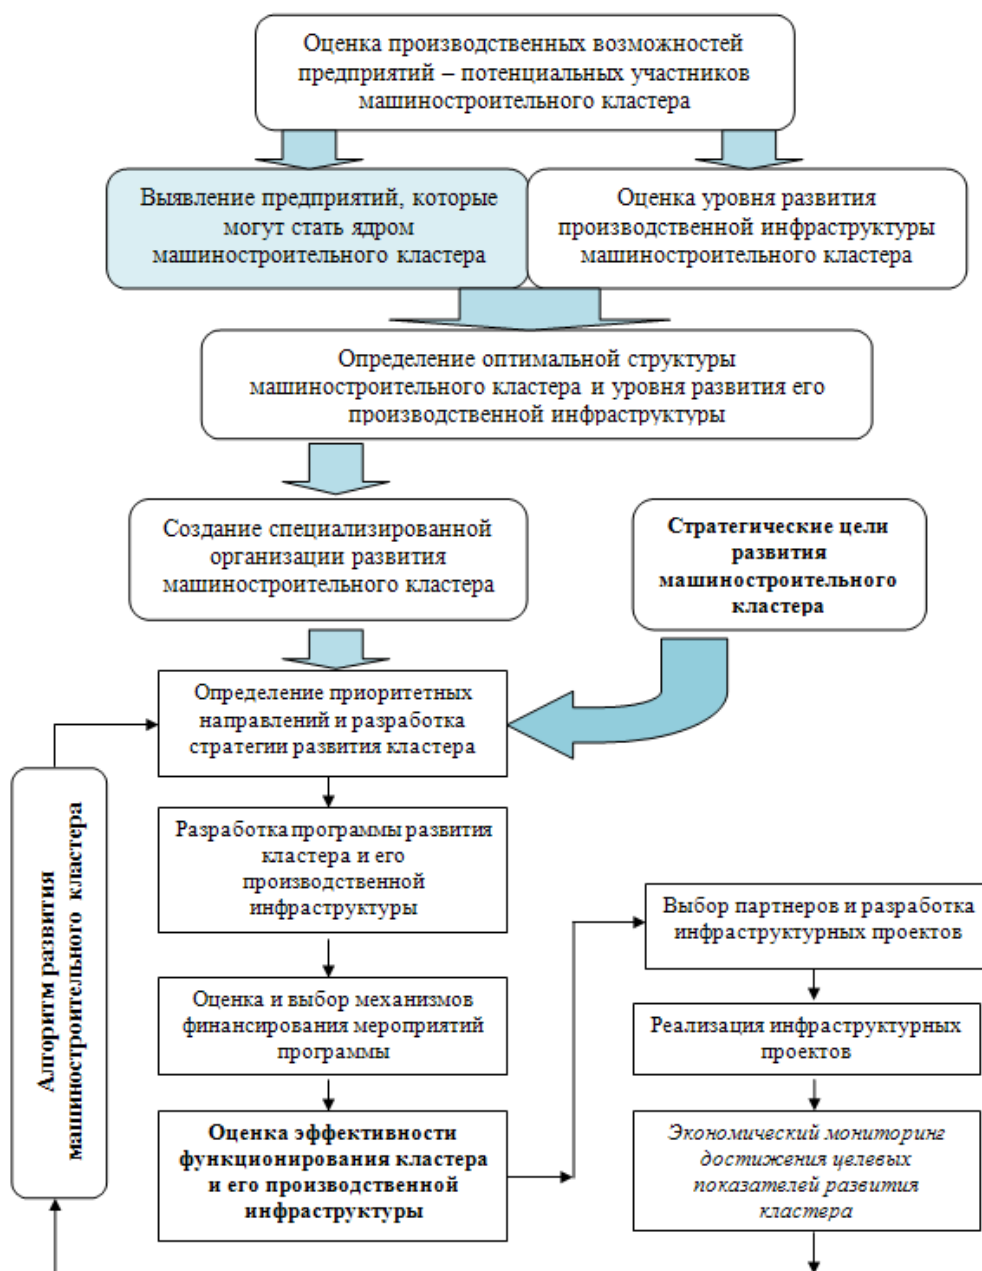 Оценка производственных возможностей
предприятий – потенциальных участников
машиностроительного кластера
Выявление предприятий, которые
могут стать ядром
машиностроительного кластера
Оценка уровня развития
производственной инфраструктуры
машиностроительного кластера
Определение оптимальной структуры
машиностроительного кластера и уровня развития его
производственной инфраструктуры
Создание специализированной
организации развития
машиностроительного кластера
Стратегические цели
развития
машиностроительного
кластера
Определение приоритетных
направлений и разработка
стратегии развития кластера
Алгоритм развития
машиностроительного кластера
Разработка программы развития
кластера и его
производственной
инфраструктуры
Оценка и выбор механизмов
финансирования мероприятий
программы
Оценка эффективности
функционирования кластера
и его производственной
инфраструктуры
Выбор партнеров и разработка
инфраструктурных проектов
Реализация инфраструктурных
проектов
Экономический мониторинг
достижения целевых
показателей развития
кластера